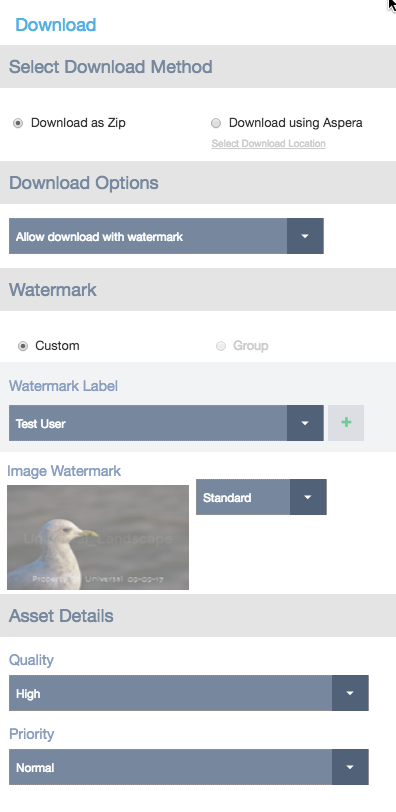 Download
Select Download Method
Download as Zip
Download using Aspera
Select Download Location
Download Options
Allow download with watermark
Watermark
Custom
Group
Watermark Label
Test User
+
Image Watermark
Standard
Universal_Landscape
Property of Universal 09-09-17
Asset Details
Quality
High
Priority
Normal